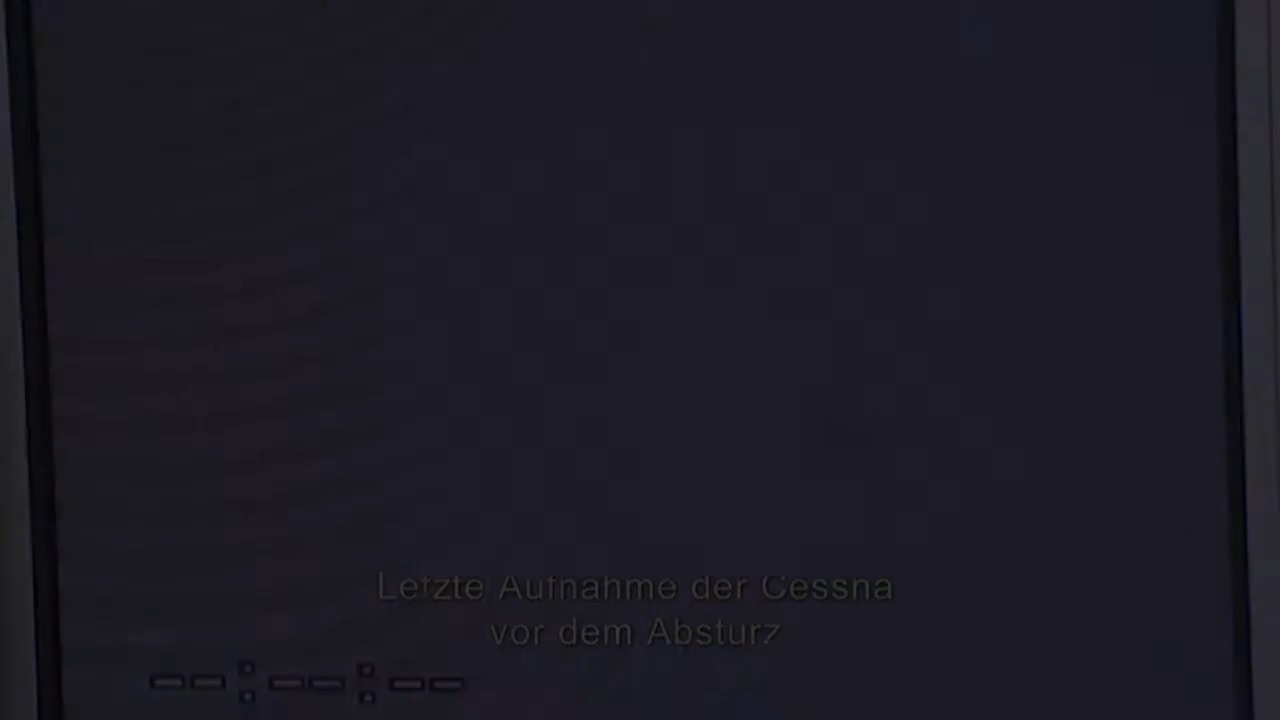 Letzte Aufnahme der Cessna
vor dem Absturz
--:--:--